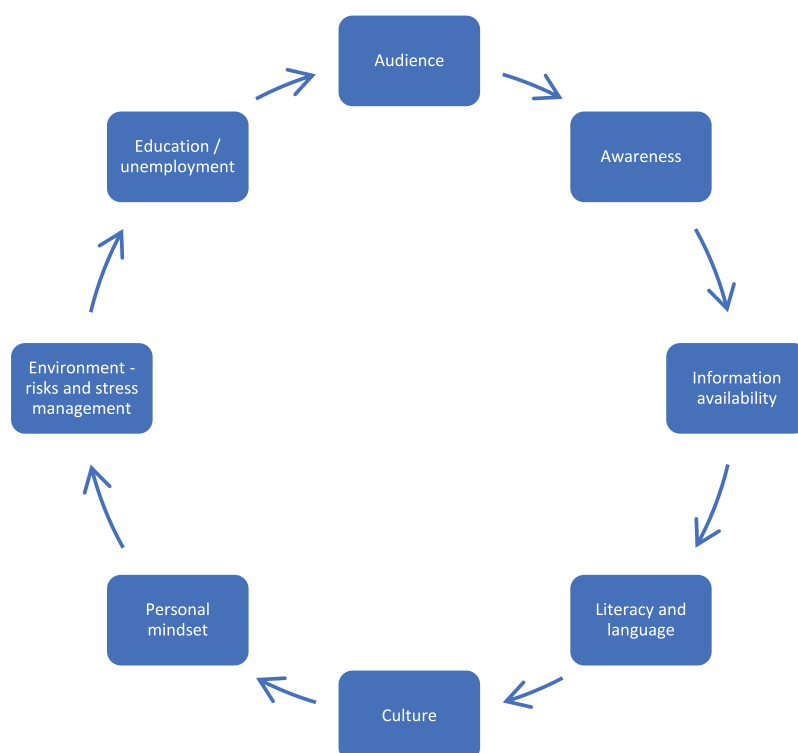 Audience
Awareness
Information
availability
Literacy and
language
Culture
Personal
mindset
Environment -
risks and stress
management
Education /
unemployment